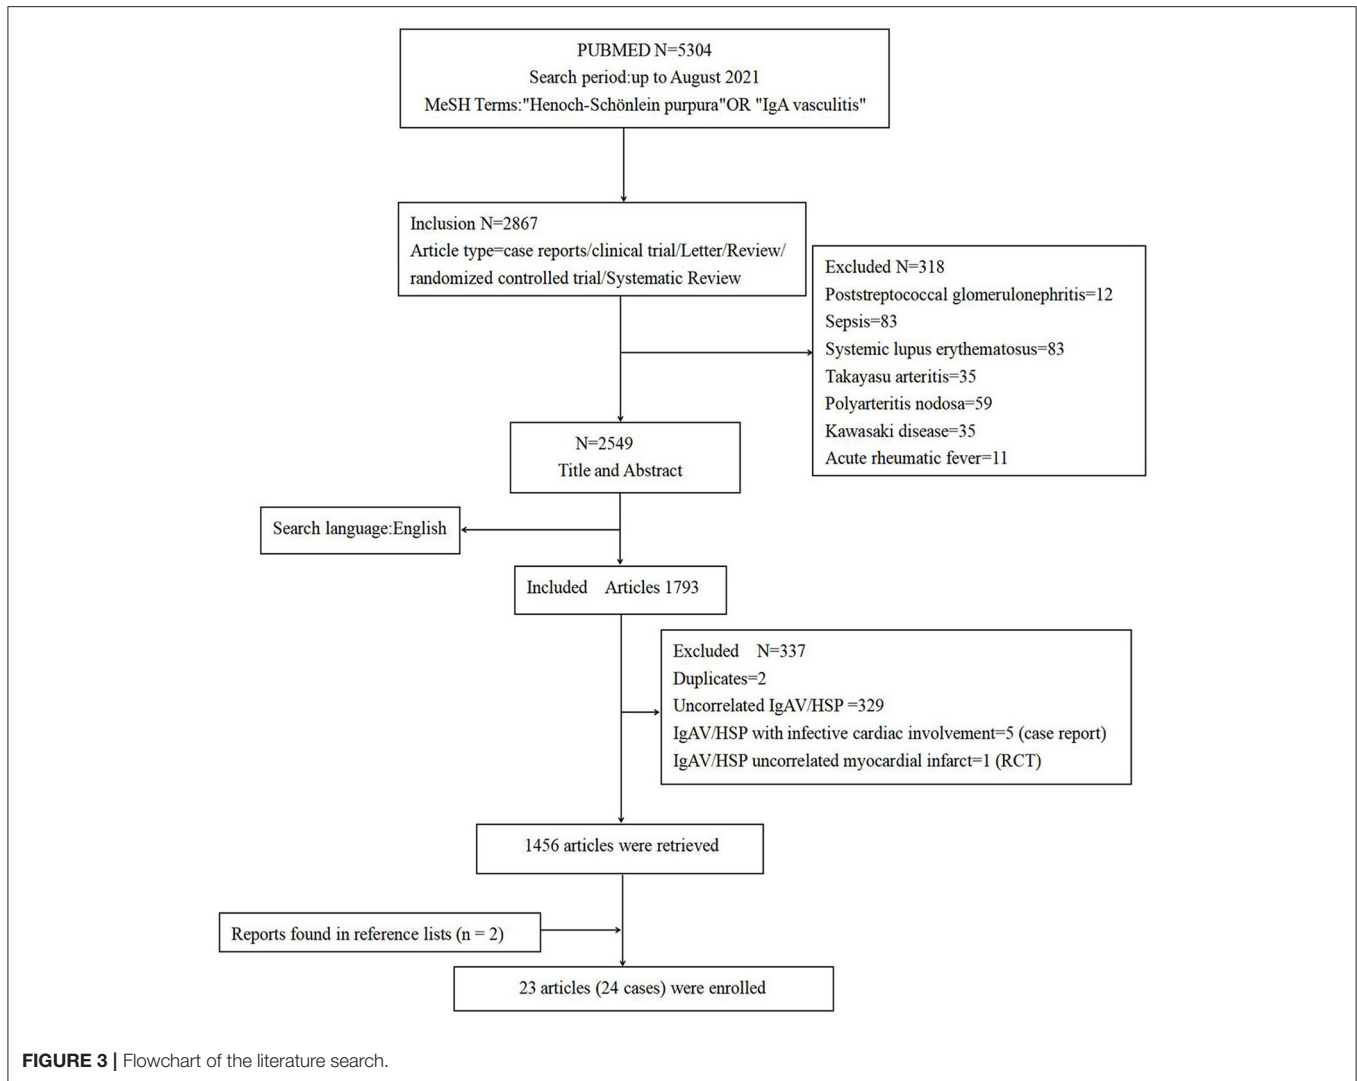 PUBMED N=5304
Search period:up to August 2021
MeSH Terms:"Henoch-Schönlein purpura"OR "IgA vasculitis"
Inclusion N=2867
Article type=case reports/clinical trial/Letter/Review/
randomized controlled trial/Systematic Review
Excluded N=318
Poststreptococcal glomerulonephritis=12
Sepsis=83
Systemic lupus erythematosus=83
Takayasu arteritis=35
Polyarteritis nodosa=59
Kawasaki disease=35
Acute rheumatic fever=11
N=2549
Title and Abstract
Search language:English
Included Articles 1793
Excluded N=337
Duplicates=2
Uncorrelated IgAV/HSP =329
IgAV/HSP with infective cardiac involvement=5 (case report)
IgAV/HSP uncorrelated myocardial infarct=1 (RCT)
1456 articles were retrieved
Reports found in reference lists (n = 2)
23 articles (24 cases) were enrolled
FIGURE 3 | Flowchart of the literature search.